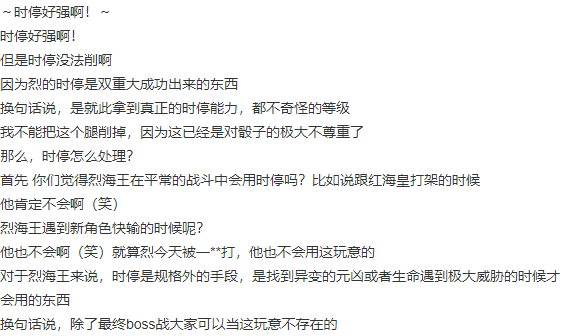 ～时停好强啊！～
时停好强啊！
但是时停没法削啊
因为烈的时停是双重大成功出来的东西
换句话说，是就此拿到真正的时停能力，都不奇怪的等级
我不能把这个腿削掉，因为这已经是对骰子的极大不尊重了
那么，时停怎么处理？
首先 你们觉得烈海王在平常的战斗中会用时停吗？比如说跟红海皇打架的时候
他肯定不会啊（笑）
烈海王遇到新角色快输的时候呢？
他也不会啊（笑）就算烈今天被一**打，他也不会用这玩意的
对于烈海王来说，时停是规格外的手段，是找到异变的元凶或者生命遇到极大威胁的时候才
会用的东西
换句话说，除了最终boss战大家可以当这玩意不存在的